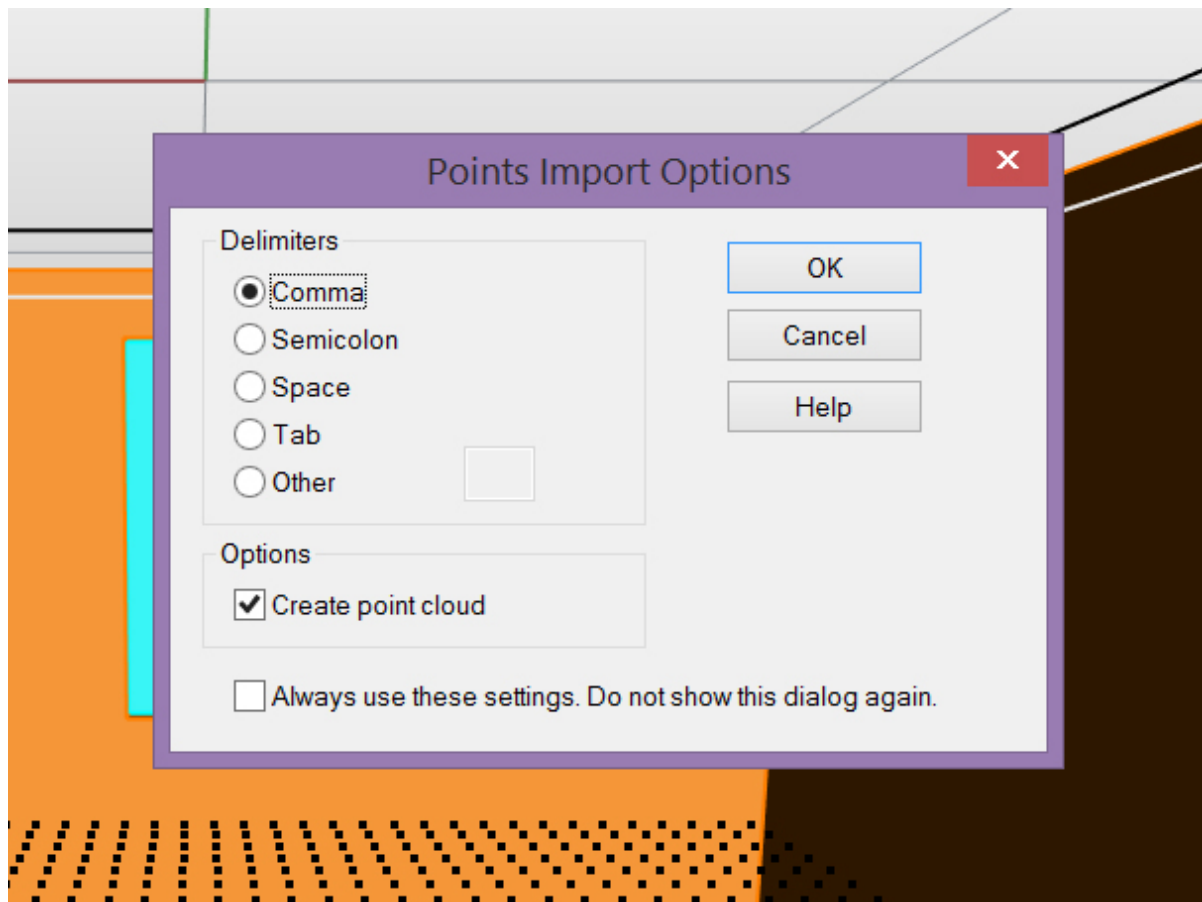 Points Import Options
Delimiters
Comma
Semicolon
Space
Tab
Other
OK
Cancel
Help
Options
Create point cloud
Always use these settings. Do not show this dialog again.